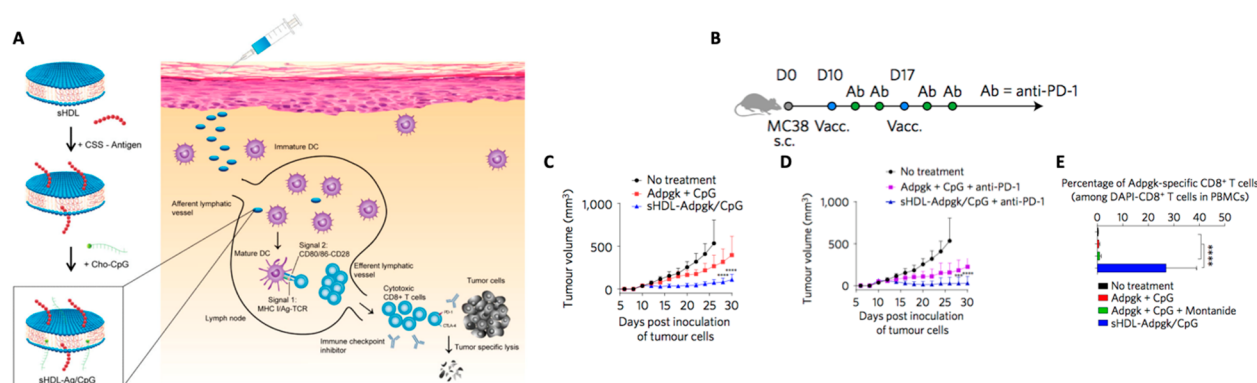 A
sHDL
+ CSS - Antigen
+ Cho-CpG
sHDL-Ag/CpG
Immature DC
Afferent lymphatic
vessel
Mature DC
Signal 2:
CD80/86-CD28
Efferent lymphatic
vessel
Signal 1:
MHC I/Ag-TCR
Lymph node
Cytotoxic
CD8+ T cells
PD-1
CTLA-4
Tumor cells
Immune checkpoint
inhibitor
Tumor specific lysis
B
D0 D10 D17
Ab Ab Ab Ab Ab = anti-PD-1
MC38 Vacc. Vacc.
s.c.
C
No treatment
Adpgk + CpG
sHDL-Adpgk/CpG
Tumour volume (mm³)
1,000
500
0
**** ****
5 10 15 20 25 30
Days post inoculation
of tumour cells
D
No treatment
Adpgk + CpG + anti-PD-1
sHDL-Adpgk/CpG + anti-PD-1
Tumour volume (mm³)
1,000
500
0
*** ****
5 10 15 20 25 30
Days post inoculation
of tumour cells
E
Percentage of Adpgk-specific CD8⁺ T cells
(among DAPI-CD8⁺ T cells in PBMCs)
0 10 20 30 40 50
****
No treatment
Adpgk + CpG
Adpgk + CpG + Montanide
sHDL-Adpgk/CpG